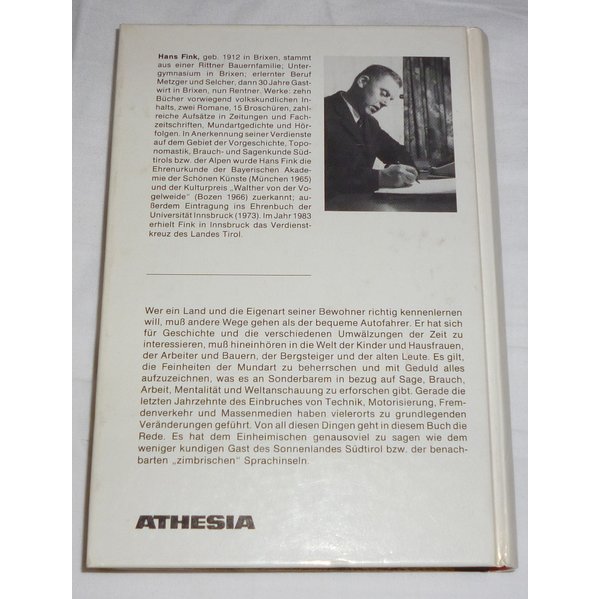 Hans Fink, geb. 1912 in Brixen, stammt
aus einer Rittner Bauernfamilie; Unter-
gymnasium in Brixen; erlernter Beruf
Metzger und Selcher, dann 30 Jahre Gast-
wirt in Brixen, nun Rentner. Werke: zehn
Bücher vorwiegend volkskundlichen In-
halts, zwei Romane, 15 Broschüren, zahl-
reiche Aufsätze in Zeitungen und Fach-
zeitschriften, Mundartgedichte und Hör-
folgen. In Anerkennung seiner Verdienste
auf dem Gebiet der Vorgeschichte, Topo-
nomastik, Brauch- und Sagenkunde Süd-
tirols bzw. der Alpen wurde Hans Fink die
Ehrenurkunde der Bayerischen Akade-
mie der Schönen Künste (München 1965)
und der Kulturpreis „Walther von der Vo-
gelweide“ (Bozen 1966) zuerkannt; au-
ßerdem Eintragung ins Ehrenbuch der
Universität Innsbruck (1973). Im Jahr 1983
erhielt Fink in Innsbruck das Verdienst-
kreuz des Landes Tirol.
Wer ein Land und die Eigenart seiner Bewohner richtig kennenlernen
will, muß andere Wege gehen als der bequeme Autofahrer. Er hat sich
für Geschichte und die verschiedenen Umwälzungen der Zeit zu
interessieren, muß hineinhören in die Welt der Kinder und Hausfrauen,
der Arbeiter und Bauern, der Bergsteiger und der alten Leute. Es gilt,
die Feinheiten der Mundart zu beherrschen und mit Geduld alles
aufzuzeichnen, was es an Sonderbarem in bezug auf Sage, Brauch,
Arbeit, Mentalität und Weltanschauung zu erforschen gibt. Gerade die
letzten Jahrzehnte des Einbruches von Technik, Motorisierung, Frem-
denverkehr und Massenmedien haben vielerorts zu grundlegenden
Veränderungen geführt. Von all diesen Dingen geht in diesem Buch die
Rede. Es hat dem Einheimischen genausoviel zu sagen wie dem
weniger kundigen Gast des Sonnenlandes Südtirol bzw. der benach-
barten „zimbrischen“ Sprachinseln.
ATHESIA